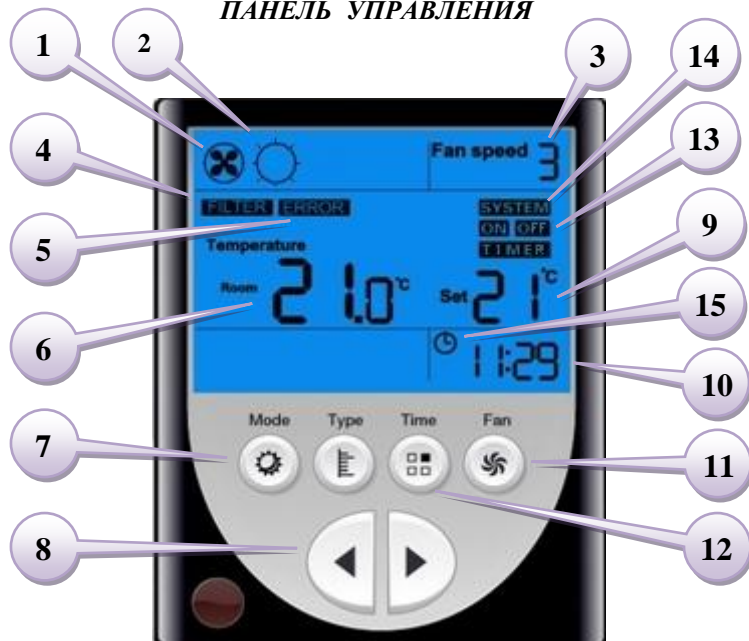 ПАНЕЛЬ УПРАВЛЕНИЯ
1
2
3
14
4
13
Fan speed 3
FILTER ERROR
SYSTEM
ON OFF
TIMER
5
9
Temperature
Room 21.0 °C
Set 21 °C
6
15
11:29
10
Mode Type Time Fan
7
11
8
12